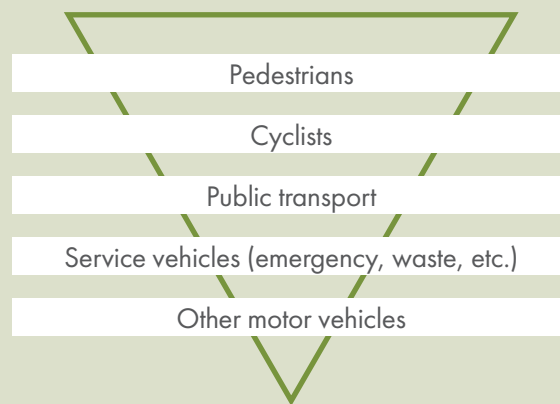 Pedestrians
Cyclists
Public transport
Service vehicles (emergency, waste, etc.)
Other motor vehicles